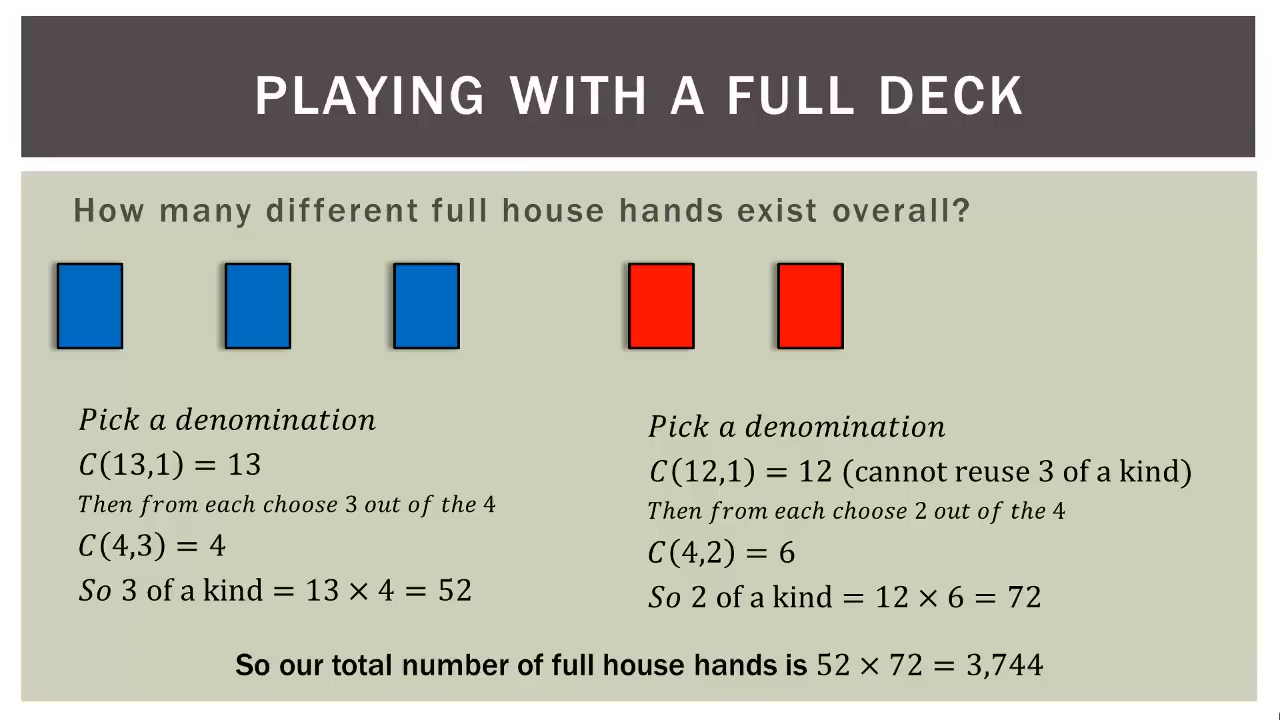 PLAYING WITH A FULL DECK
How many different full house hands exist overall?
Pick a denomination
C(13,1) = 13
Then from each choose 3 out of the 4
C(4,3) = 4
So 3 of a kind = 13 × 4 = 52
Pick a denomination
C(12,1) = 12 (cannot reuse 3 of a kind)
Then from each choose 2 out of the 4
C(4,2) = 6
So 2 of a kind = 12 × 6 = 72
So our total number of full house hands is 52 × 72 = 3,744